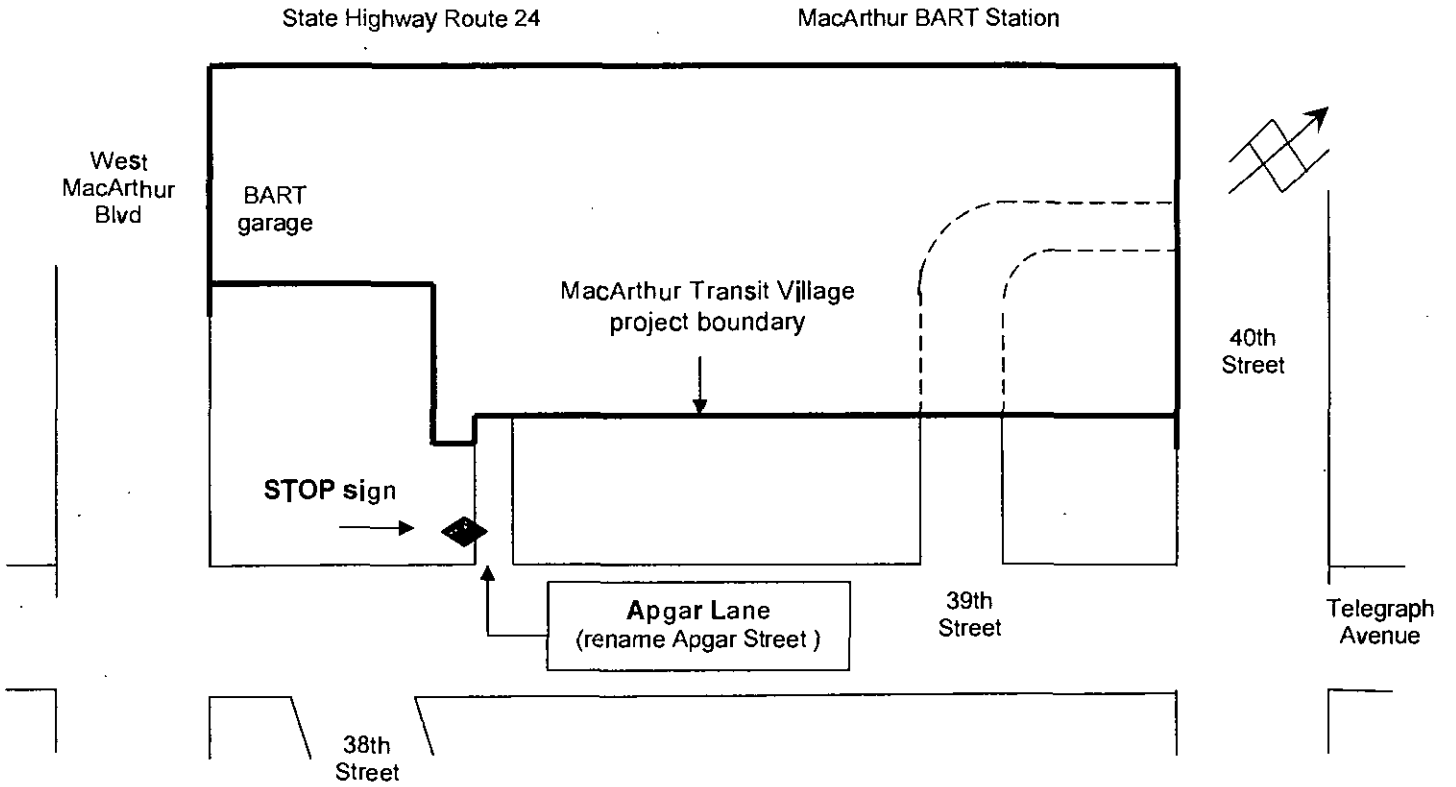 State Highway Route 24
MacArthur BART Station
West
MacArthur
Blvd
BART
garage
MacArthur Transit Village
project boundary
40th
Street
STOP sign
Apgar Lane
(rename Apgar Street )
39th
Street
Telegraph
Avenue
38th
Street